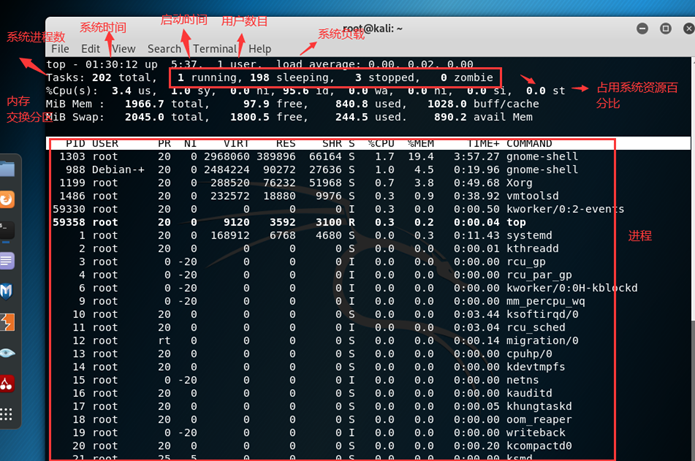 root@kali: ~
系统进程数
系统时间
启动时间
用户数目
系统负载
File Edit View Search Terminal Help
top - 01:30:12 up 5:37, 1 user, load average: 0.00, 0.02, 0.00
Tasks: 202 total, 1 running, 198 sleeping, 3 stopped, 0 zombie
%Cpu(s): 3.4 us, 1.0 sy, 0.0 ni, 95.6 id, 0.0 wa, 0.0 hi, 0.0 si, 0.0 st
占用系统资源百分比
内存
交换分区
MiB Mem : 1966.7 total, 97.9 free, 840.8 used, 1028.0 buff/cache
MiB Swap: 2045.0 total, 1800.5 free, 244.5 used. 890.2 avail Mem
PID USER PR NI VIRT RES SHR S %CPU %MEM TIME+ COMMAND
1303 root 20 0 2968060 389896 66164 S 1.7 19.4 3:57.27 gnome-shell
988 Debian-+ 20 0 2484224 90272 27636 S 1.0 4.5 0:19.96 gnome-shell
1199 root 20 0 288520 76232 51968 S 0.7 3.8 0:49.68 Xorg
1486 root 20 0 232572 18880 9976 S 0.3 0.9 0:38.92 vmtoolsd
59330 root 20 0 0 0 0 I 0.3 0.0 0:00.50 kworker/0:2-events
59358 root 20 0 9120 3592 3100 R 0.3 0.2 0:00.04 top
1 root 20 0 168912 6768 4680 S 0.0 0.3 0:11.43 systemd
进程
2 root 20 0 0 0 0 S 0.0 0.0 0:00.01 kthreadd
3 root 0 -20 0 0 0 I 0.0 0.0 0:00.00 rcu_gp
4 root 0 -20 0 0 0 I 0.0 0.0 0:00.00 rcu_par_gp
6 root 0 -20 0 0 0 I 0.0 0.0 0:00.00 kworker/0:0H-kblockd
9 root 0 -20 0 0 0 I 0.0 0.0 0:00.00 mm_percpu_wq
10 root 20 0 0 0 0 S 0.0 0.0 0:03.44 ksoftirqd/0
11 root 20 0 0 0 0 I 0.0 0.0 0:03.04 rcu_sched
12 root rt 0 0 0 0 S 0.0 0.0 0:00.14 migration/0
13 root 20 0 0 0 0 S 0.0 0.0 0:00.00 cpuhp/0
14 root 20 0 0 0 0 S 0.0 0.0 0:00.00 kdevtmpfs
15 root 0 -20 0 0 0 I 0.0 0.0 0:00.00 netns
16 root 20 0 0 0 0 S 0.0 0.0 0:00.00 kauditd
17 root 20 0 0 0 0 S 0.0 0.0 0:00.05 khungtaskd
18 root 20 0 0 0 0 S 0.0 0.0 0:00.00 oom_reaper
19 root 0 -20 0 0 0 I 0.0 0.0 0:00.00 writeback
20 root 20 0 0 0 0 S 0.0 0.0 0:00.20 kcompactd0
21 root 25 5 0 0 0 S 0.0 0.0 0:00.00 ksmd